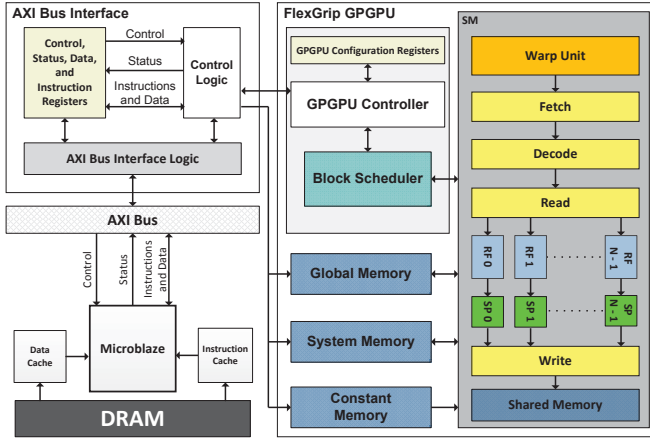 AXI Bus Interface
Control,
Status, Data,
and
Instruction
Registers
Control
Status
Instructions
and Data
Control
Logic
AXI Bus Interface Logic
AXI Bus
Control
Status
Instructions
and Data
Data
Cache
Microblaze
Instruction
Cache
DRAM
FlexGrip GPGPU
GPGPU Configuration Registers
GPGPU Controller
Block Scheduler
Global Memory
System Memory
Constant
Memory
SM
Warp Unit
Fetch
Decode
Read
RF 0
RF 1
RF
N - 1
SP 0
SP 1
SP
N - 1
Write
Shared Memory